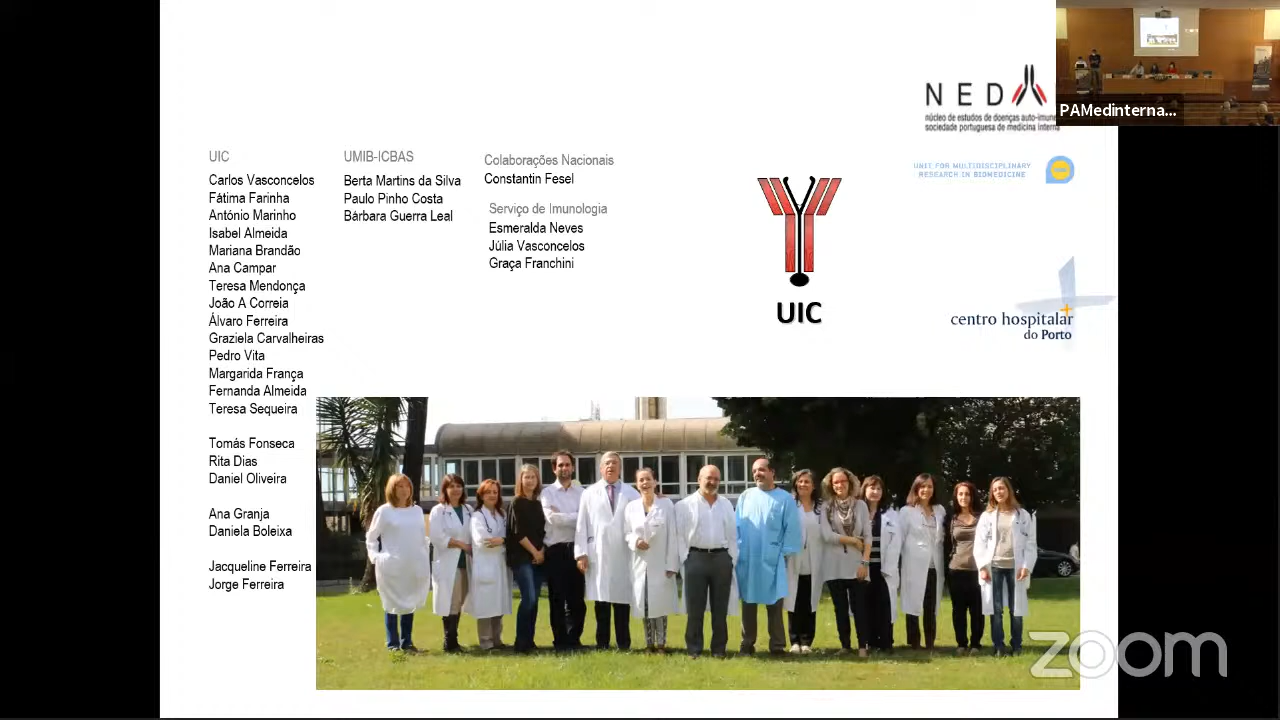 UIC
Carlos Vasconcelos
Fátima Farinha
António Marinho
Isabel Almeida
Mariana Brandão
Ana Campar
Teresa Mendonça
João A Correia
Álvaro Ferreira
Graziela Carvalheiras
Pedro Vita
Margarida França
Fernanda Almeida
Teresa Sequeira
Tomás Fonseca
Rita Dias
Daniel Oliveira
Ana Granja
Daniela Boleixa
Jacqueline Ferreira
Jorge Ferreira
UMIB-ICBAS
Berta Martins da Silva
Paulo Pinho Costa
Bárbara Guerra Leal
Colaborações Nacionais
Constantin Fesel
Serviço de Imunologia
Esmeralda Neves
Júlia Vasconcelos
Graça Franchini
UIC
NED
núcleo de estudos de doenças auto-imune
sociedade portuguesa de medicina interna
PAMedinterna...
UNIT FOR MULTIDISCIPLINARY
RESEARCH IN BIOMEDICINE
centro hospitalar
do Porto
zoom